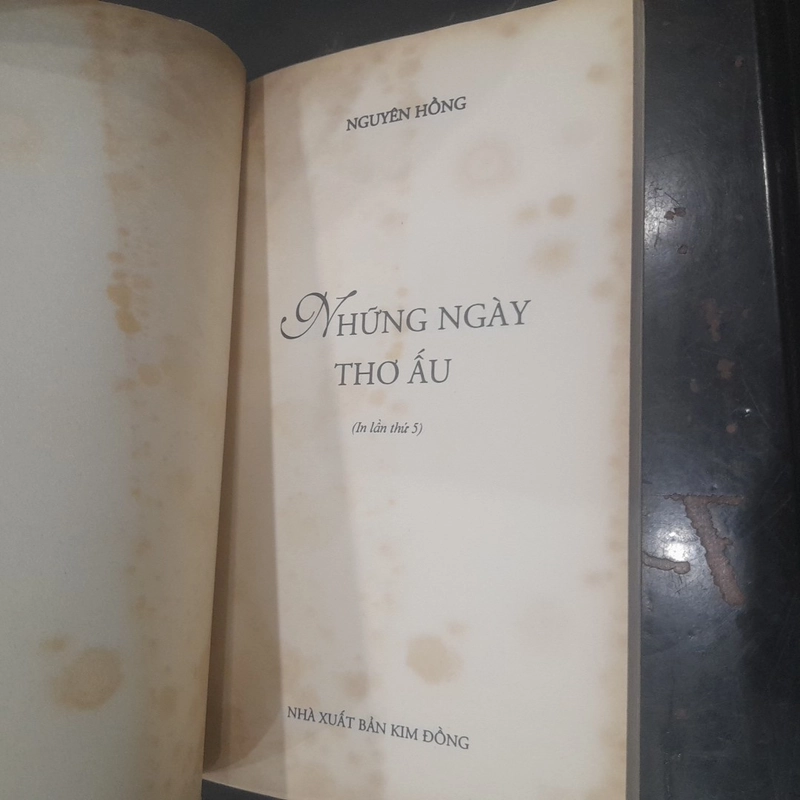 NGUYÊN HỒNG
NHỮNG NGÀY
THƠ ẤU
(In lần thứ 5)
NHÀ XUẤT BẢN KIM ĐỒNG